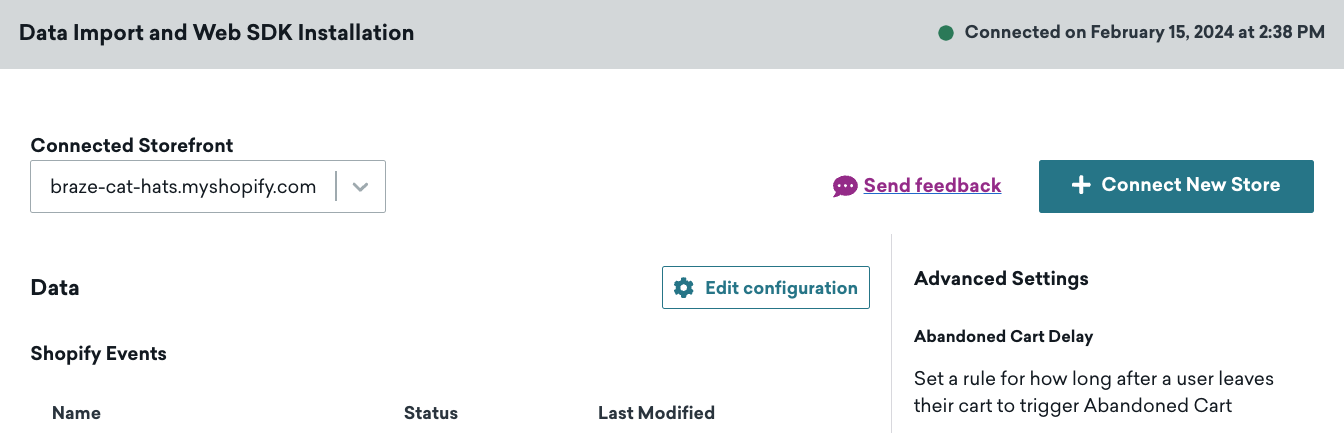 Data Import and Web SDK Installation
Connected on February 15, 2024 at 2:38 PM
Connected Storefront
braze-cat-hats.myshopify.com
Send feedback
Connect New Store
Data
Edit configuration
Shopify Events
Name
Status
Last Modified
Advanced Settings
Abandoned Cart Delay
Set a rule for how long after a user leaves
their cart to trigger Abandoned Cart